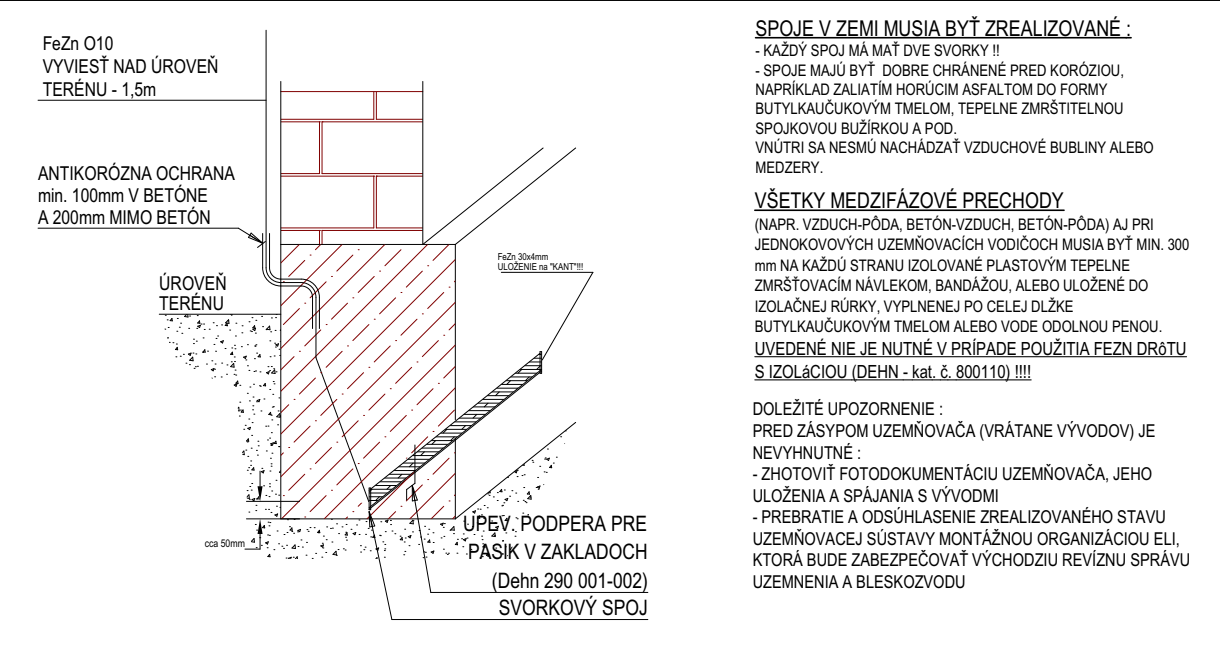 FeZn O10
VYVIESŤ NAD ÚROVEŇ
TERÉNU - 1,5m
ANTIKORÓZNA OCHRANA
min. 100mm V BETÓNE
A 200mm MIMO BETÓN
ÚROVEŇ
TERÉNU
FeZn 30x4mm
ULOŽENIE na "KANT"!!!
cca 50mm
UPEV. PODPERA PRE
PASIK V ZAKLADOCH
(Dehn 290 001-002)
SVORKOVÝ SPOJ
SPOJE V ZEMI MUSIA BYŤ ZREALIZOVANÉ :
- KAŽDÝ SPOJ MÁ MAŤ DVE SVORKY !!
- SPOJE MAJÚ BYŤ DOBRE CHRÁNENÉ PRED KORÓZIOU,
NAPRÍKLAD ZALIATÍM HORÚCIM ASFALTOM DO FORMY
BUTYLKAUČUKOVÝM TMELOM, TEPELNE ZMRŠTITELNOU
SPOJKOVOU BUŽÍRKOU A POD.
VNÚTRI SA NESMÚ NACHÁDZAŤ VZDUCHOVÉ BUBLINY ALEBO
MEDZERY.
VŠETKY MEDZIFÁZOVÉ PRECHODY
(NAPR. VZDUCH-PÔDA, BETÓN-VZDUCH, BETÓN-PÔDA) AJ PRI
JEDNOKOVOVÝCH UZEMŇOVACÍCH VODIČOCH MUSIA BYŤ MIN. 300
mm NA KAŽDÚ STRANU IZOLOVANÉ PLASTOVÝM TEPELNE
ZMRŠŤOVACÍM NÁVLEKOM, BANDÁŽOU, ALEBO ULOŽENÉ DO
IZOLAČNEJ RÚRKY, VYPLNENEJ PO CELEJ DLŽKE
BUTYLKAUČUKOVÝM TMELOM ALEBO VODE ODOLNOU PENOU.
UVEDENÉ NIE JE NUTNÉ V PRÍPADE POUŽITIA FEZN DRôTU
S IZOLáCIOU (DEHN - kat. č. 800110) !!!!
DOLEŽITÉ UPOZORNENIE :
PRED ZÁSYPOM UZEMŇOVAČA (VRÁTANE VÝVODOV) JE
NEVYHNUTNÉ :
- ZHOTOVIŤ FOTODOKUMENTÁCIU UZEMŇOVAČA, JEHO
ULOŽENIA A SPÁJANIA S VÝVODMI
- PREBRATIE A ODSÚHLASENIE ZREALIZOVANÉHO STAVU
UZEMŇOVACEJ SÚSTAVY MONTÁŽNOU ORGANIZÁCIOU ELI,
KTORÁ BUDE ZABEZPEČOVAŤ VÝCHODZIU REVÍZNU SPRÁVU
UZEMNENIA A BLESKOZVODU